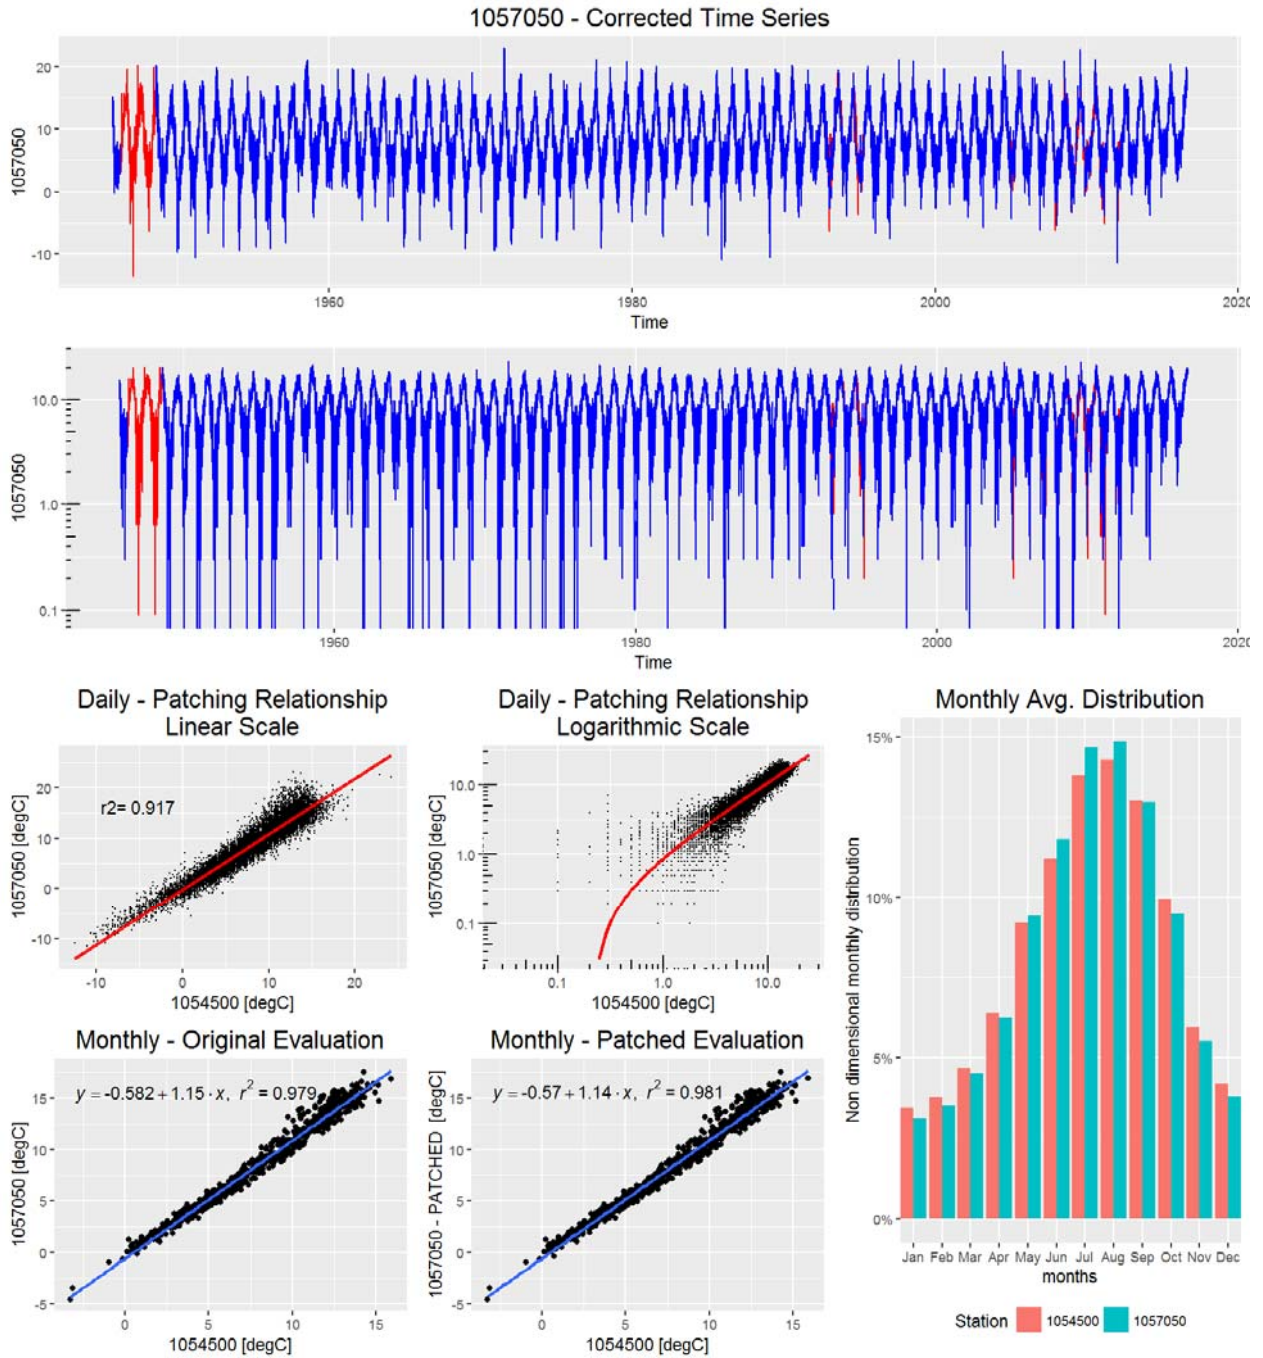 1057050 - Corrected Time Series
1057050
20
10
0
-10
1960
1980
2000
2020
Time
1057050
10.0
1.0
0.1
1960
1980
2000
2020
Time
Daily - Patching Relationship
Linear Scale
1057050 [degC]
20
10
0
-10
r2= 0.917
-10
0
10
20
1054500 [degC]
Daily - Patching Relationship
Logarithmic Scale
1057050 [degC]
10.0
1.0
0.1
0.1
1.0
10.0
1054500 [degC]
Monthly - Original Evaluation
1057050 [degC]
15
10
5
0
-5
y = -0.582 + 1.15 · x, r² = 0.979
0
5
10
15
1054500 [degC]
Monthly - Patched Evaluation
1057050 - PATCHED [degC]
15
10
5
0
-5
y = -0.57 + 1.14 · x, r² = 0.981
0
5
10
15
1054500 [degC]
Monthly Avg. Distribution
Non dimensional monthly distribution
15%
10%
5%
0%
Jan Feb Mar Apr May Jun Jul Aug Sep Oct Nov Dec
months
Station 1054500 1057050